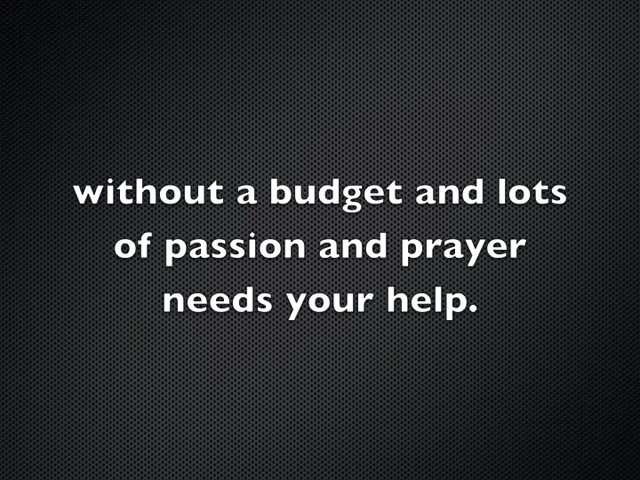 without a budget and lots
of passion and prayer
needs your help.